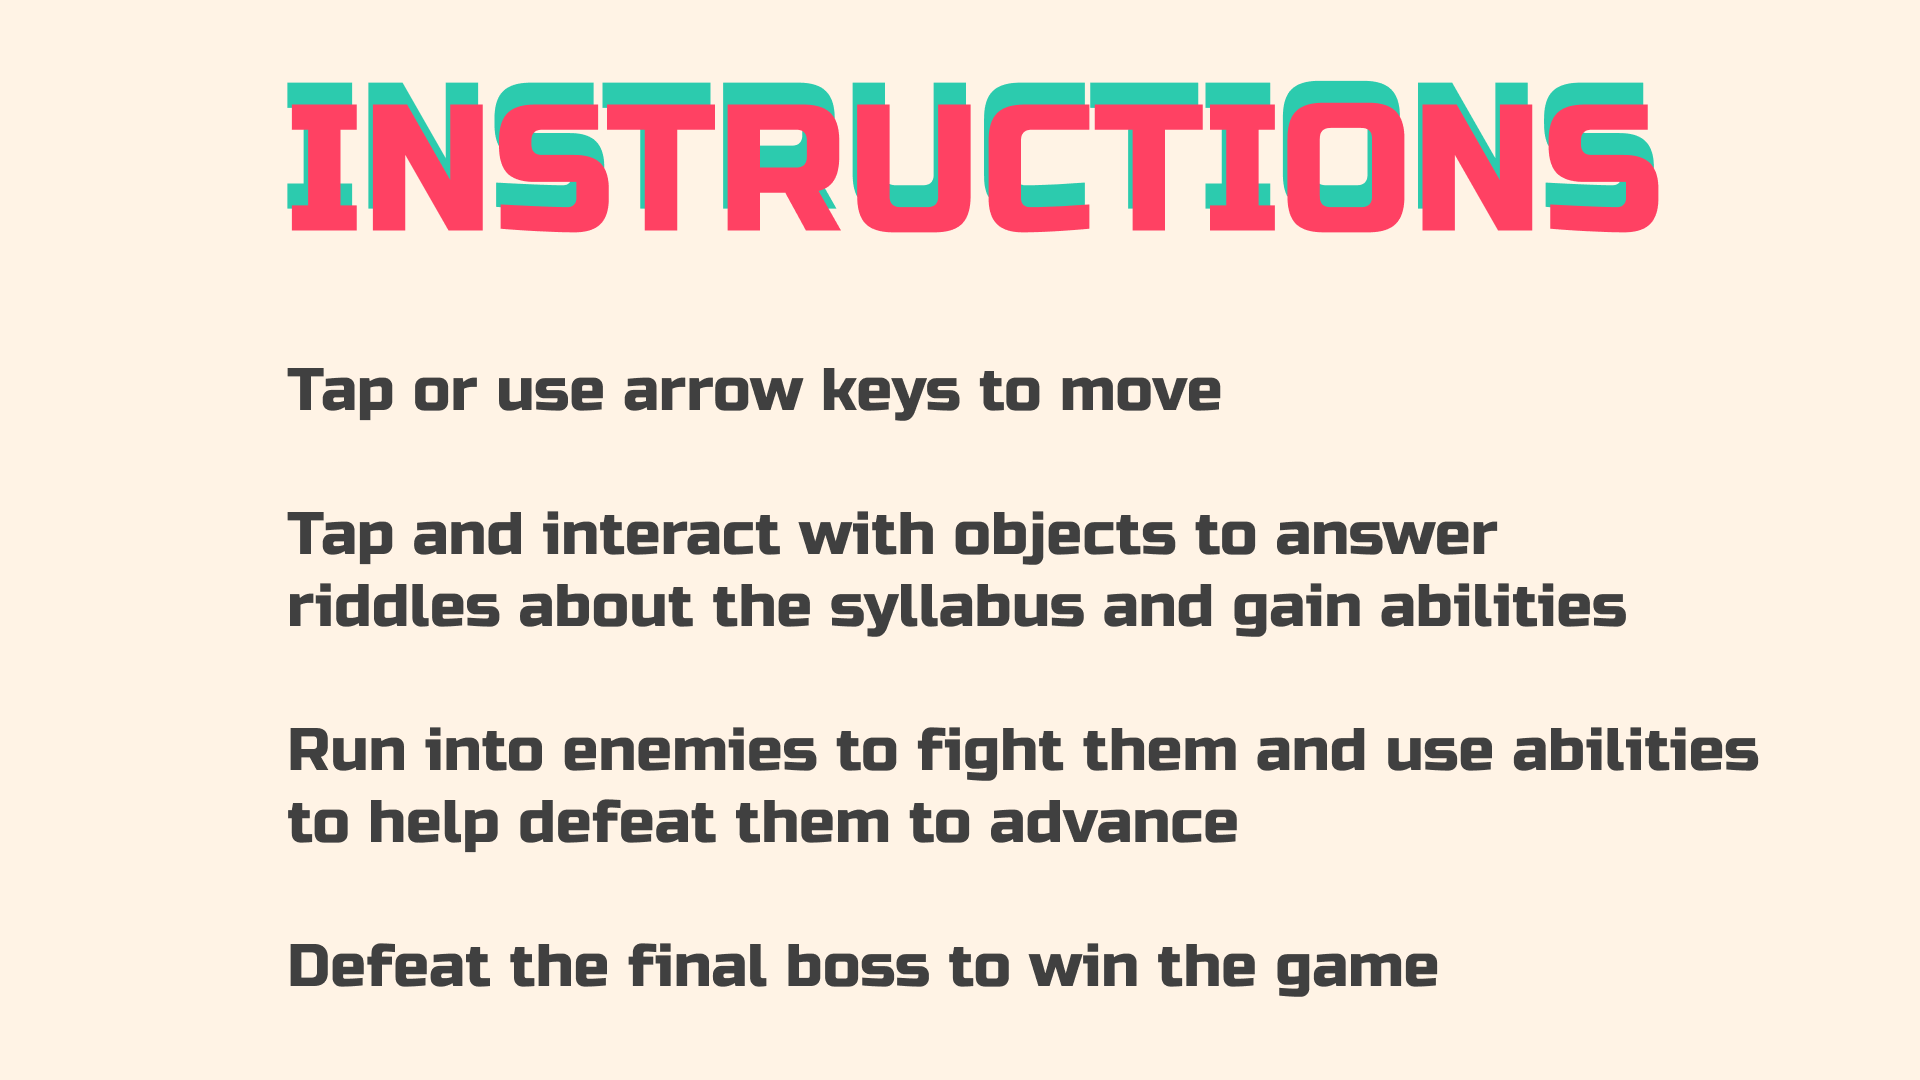 INSTRUCTIONS
Tap or use arrow keys to move
Tap and interact with objects to answer
riddles about the syllabus and gain abilities
Run into enemies to fight them and use abilities
to help defeat them to advance
Defeat the final boss to win the game